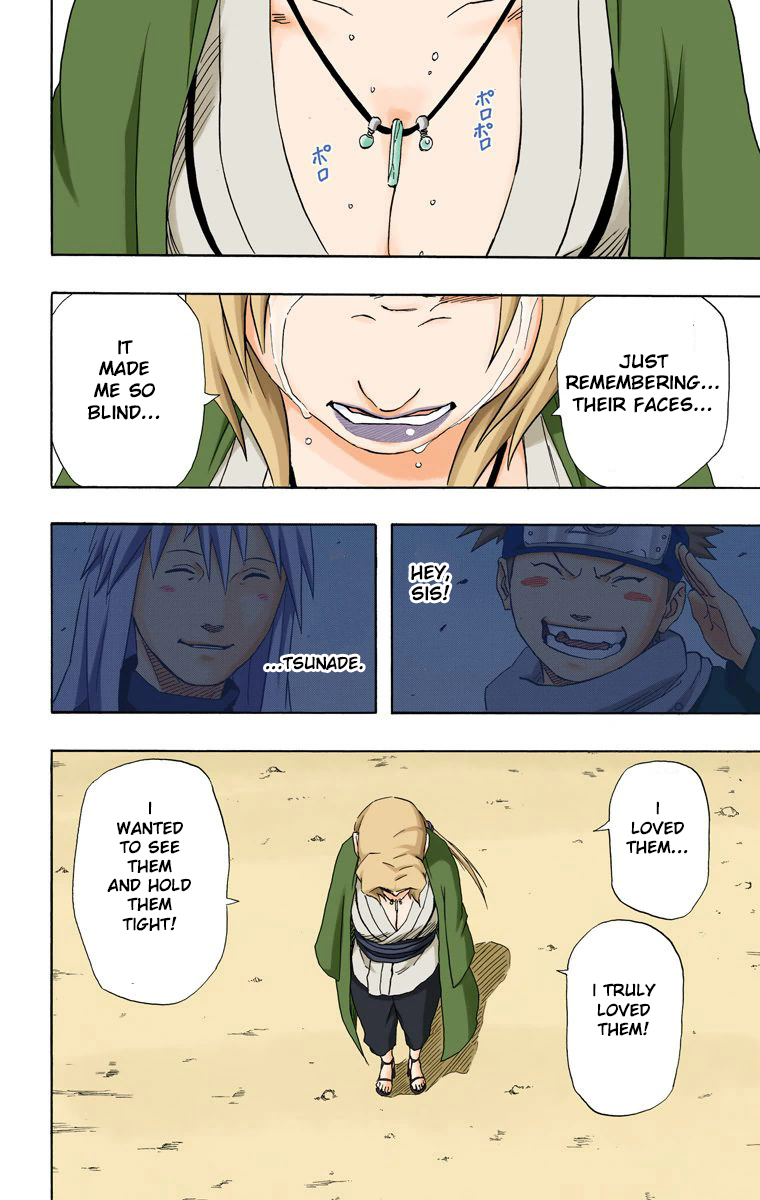 ポロポロ
ポロ
JUST
REMEMBERING...
THEIR FACES...
IT
MADE
ME SO
BLIND...
HEY,
SIS!
...TSUNADE.
I
LOVED
THEM...
I TRULY
LOVED
THEM!
I
WANTED
TO SEE
THEM
AND HOLD
THEM
TIGHT!